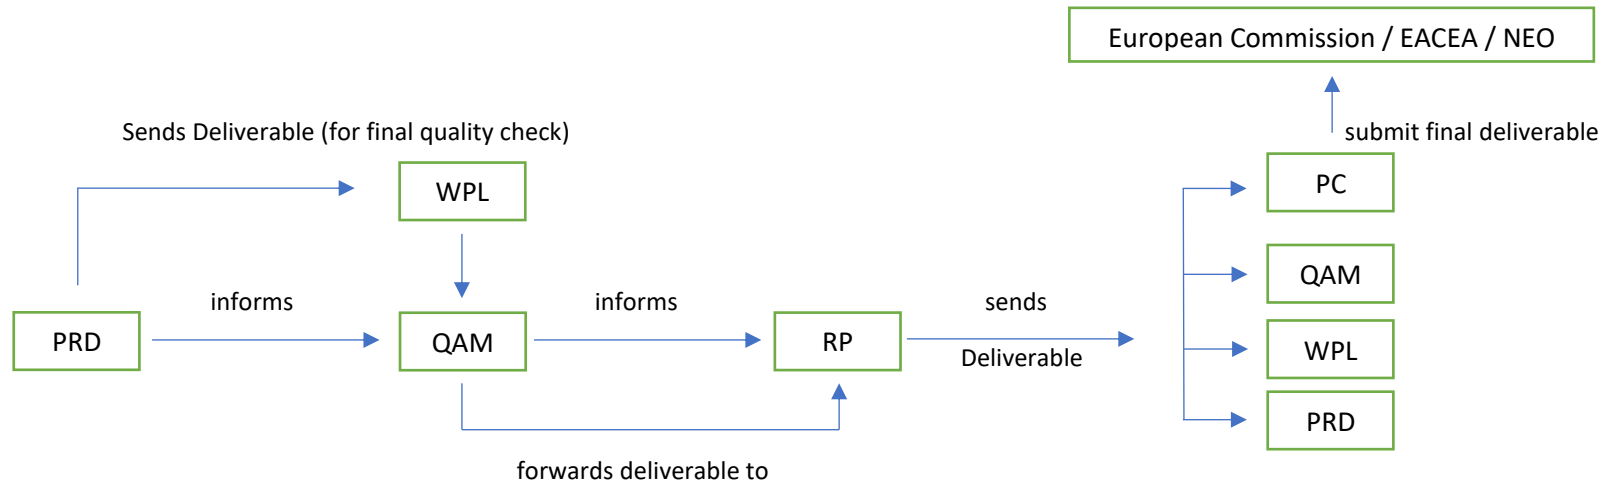 European Commission / EACEA / NEO
Sends Deliverable (for final quality check)
submit final deliverable
WPL
PC
QAM
informs
informs
sends
PRD
QAM
RP
Deliverable
WPL
PRD
forwards deliverable to